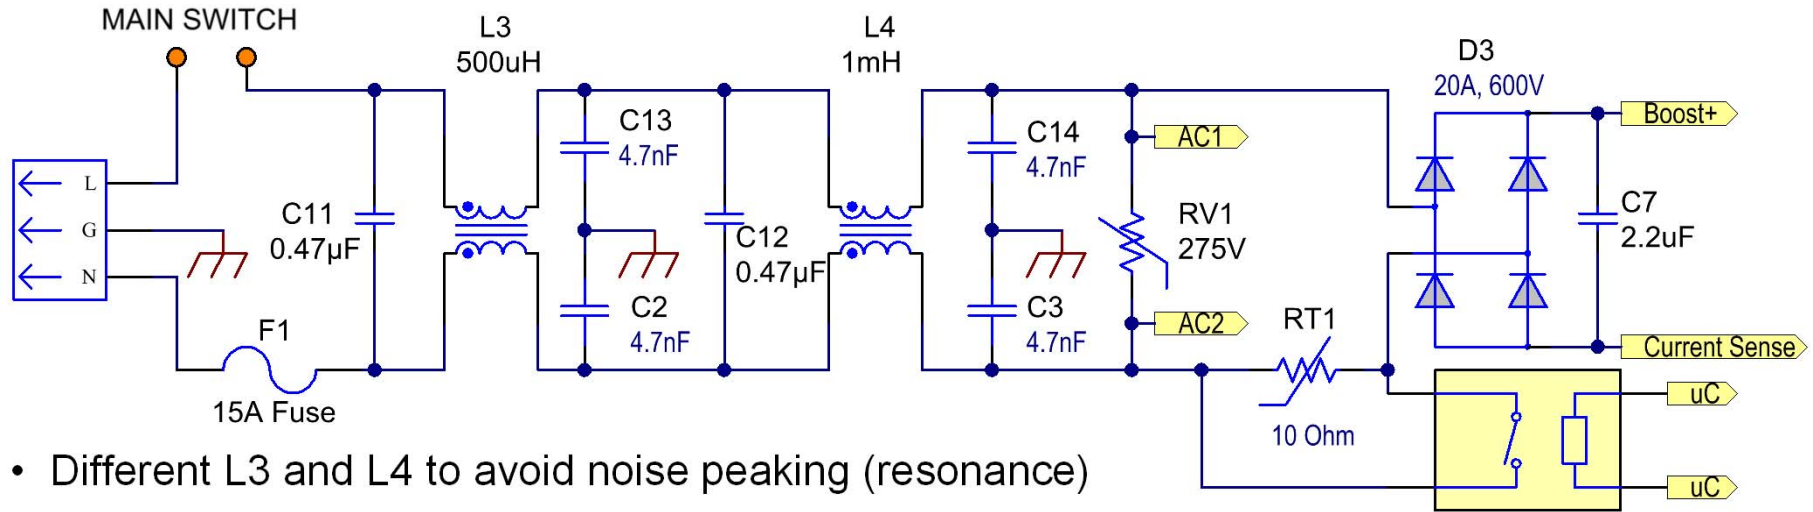 MAIN SWITCH
L3
500uH
L4
1mH
D3
20A, 600V
L
G
N
C11
0.47µF
C13
4.7nF
C2
4.7nF
C12
0.47µF
C14
4.7nF
C3
4.7nF
AC1
RV1
275V
AC2
RT1
10 Ohm
Boost+
C7
2.2uF
Current Sense
uC
uC
F1
15A Fuse
• Different L3 and L4 to avoid noise peaking (resonance)